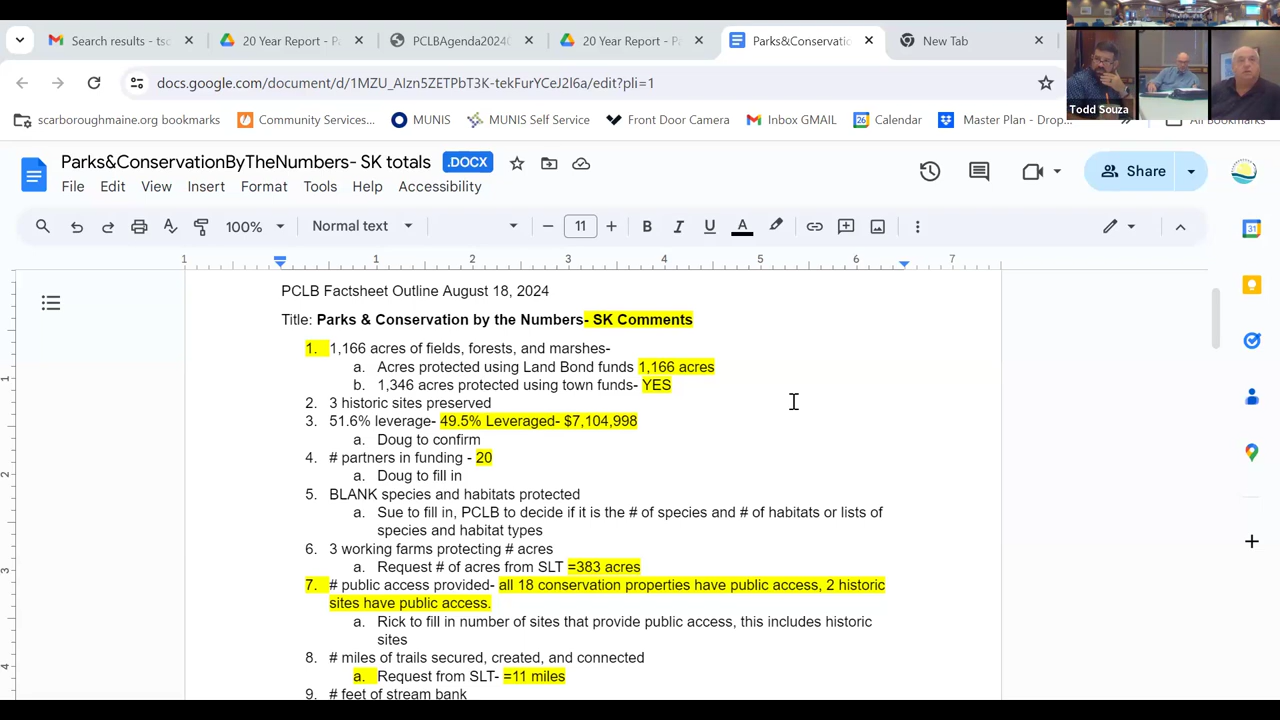 Search results - tsc
20 Year Report - P
PCLBAgenda2024
20 Year Report - P
Parks&Conservatio
New Tab
docs.google.com/document/d/1MZU_AIzn5ZETPbT3K-tekFurYCeJ2l6a/edit?pli=1
scarboroughmaine.org bookmarks
Community Services...
MUNIS
MUNIS Self Service
Front Door Camera
Inbox GMAIL
Calendar
Master Plan - Drop...
All Bookmarks
Todd Souza
Parks&ConservationByTheNumbers- SK totals
.DOCX
File Edit View Insert Format Tools Help Accessibility
Share
100%
Normal text
11
B I U A
1 1 2 3 4 5 6 7
PCLB Factsheet Outline August 18, 2024
Title: Parks & Conservation by the Numbers- SK Comments
1. 1,166 acres of fields, forests, and marshes-
a. Acres protected using Land Bond funds 1,166 acres
b. 1,346 acres protected using town funds- YES
2. 3 historic sites preserved
3. 51.6% leverage- 49.5% Leveraged- $7,104,998
a. Doug to confirm
4. # partners in funding - 20
a. Doug to fill in
5. BLANK species and habitats protected
a. Sue to fill in, PCLB to decide if it is the # of species and # of habitats or lists of
species and habitat types
6. 3 working farms protecting # acres
a. Request # of acres from SLT =383 acres
7. # public access provided- all 18 conservation properties have public access, 2 historic
sites have public access.
a. Rick to fill in number of sites that provide public access, this includes historic
sites
8. # miles of trails secured, created, and connected
a. Request from SLT- =11 miles
9. # feet of stream bank